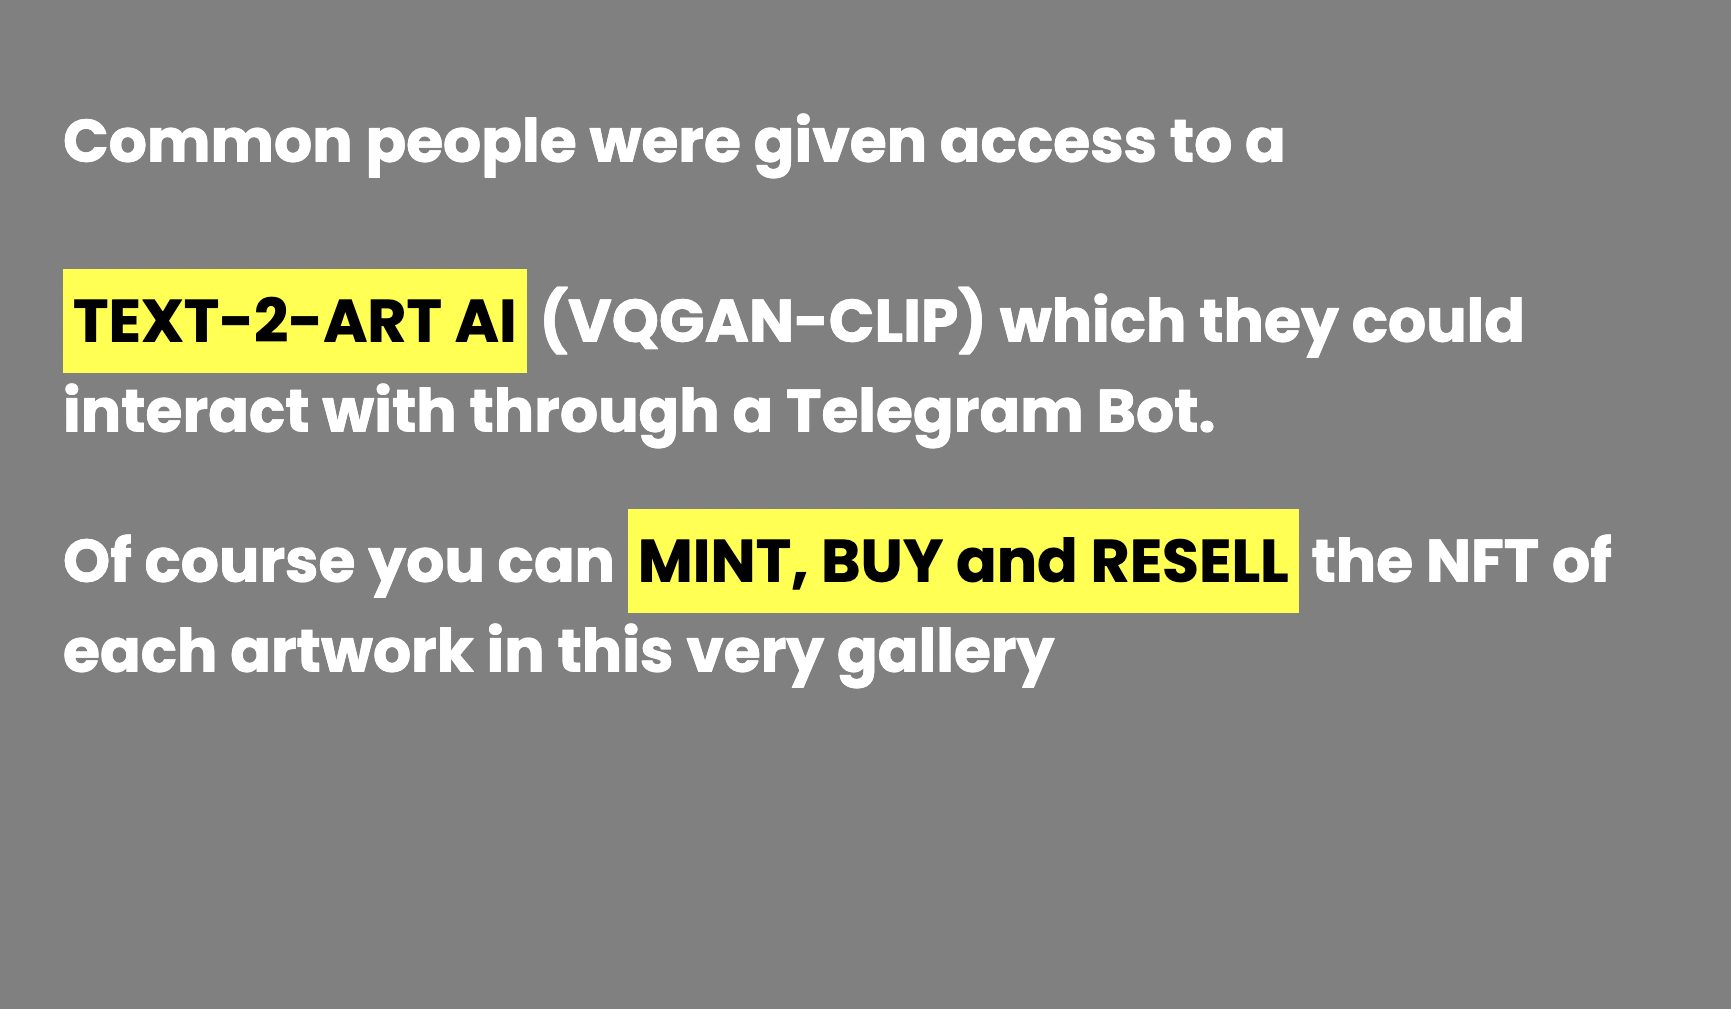 Common people were given access to a
TEXT-2-ART AI (VQGAN-CLIP) which they could
interact with through a Telegram Bot.
Of course you can MINT, BUY and RESELL the NFT of
each artwork in this very gallery